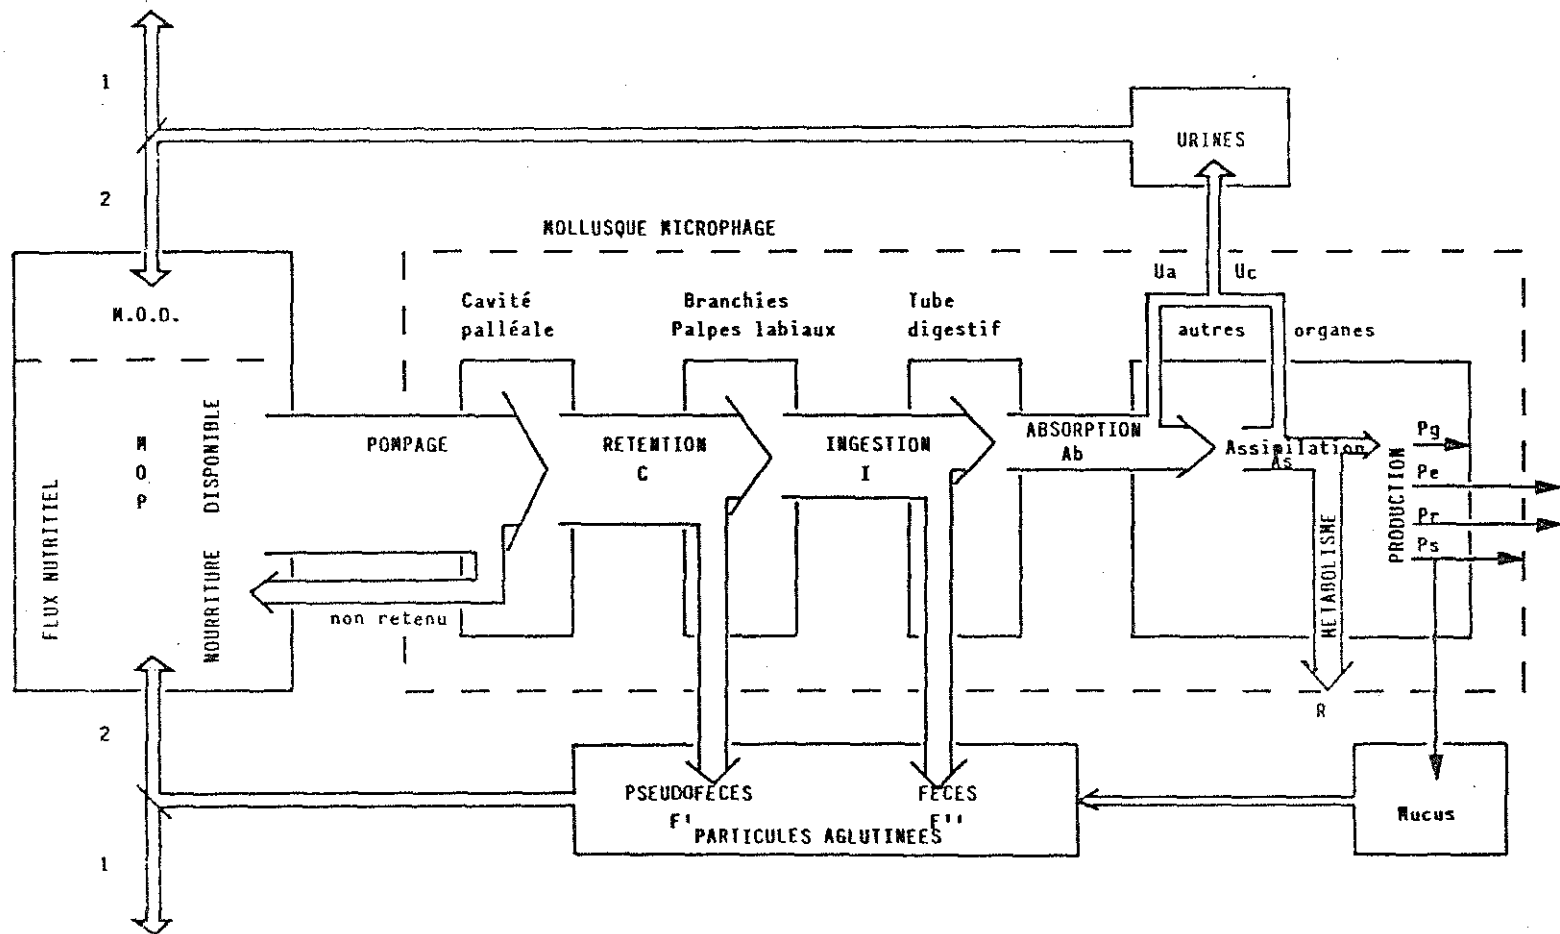 1
URINES
2
MOLLUSQUE MICROPHAGE
Ua Uc
Cavité
palléale
Branchies
Palpes labiaux
Tube
digestif
autres organes
M.O.D.
FLUX NUTRITIEL
M
O
P
NOURRITURE DISPONIBLE
POMPAGE
RETENTION
C
INGESTION
I
ABSORPTION
Ab
Assimilation
As
METABOLISME
PRODUCTION
Pg
Pe
Pr
Ps
non retenu
R
2
PSEUDOFECES
F'
FECES
F''
PARTICULES AGLUTINEES
Mucus
1